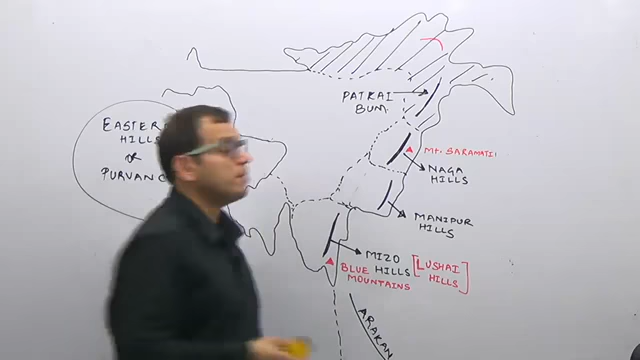 PATKAI
BUM
EASTER
HILLS
or
PURVANC
Mt. SARAMATI
NAGA
HILLS
MANIPUR
HILLS
MIZO
HILLS
[LUSHAI
HILLS]
BLUE
MOUNTAINS
ARAKAN